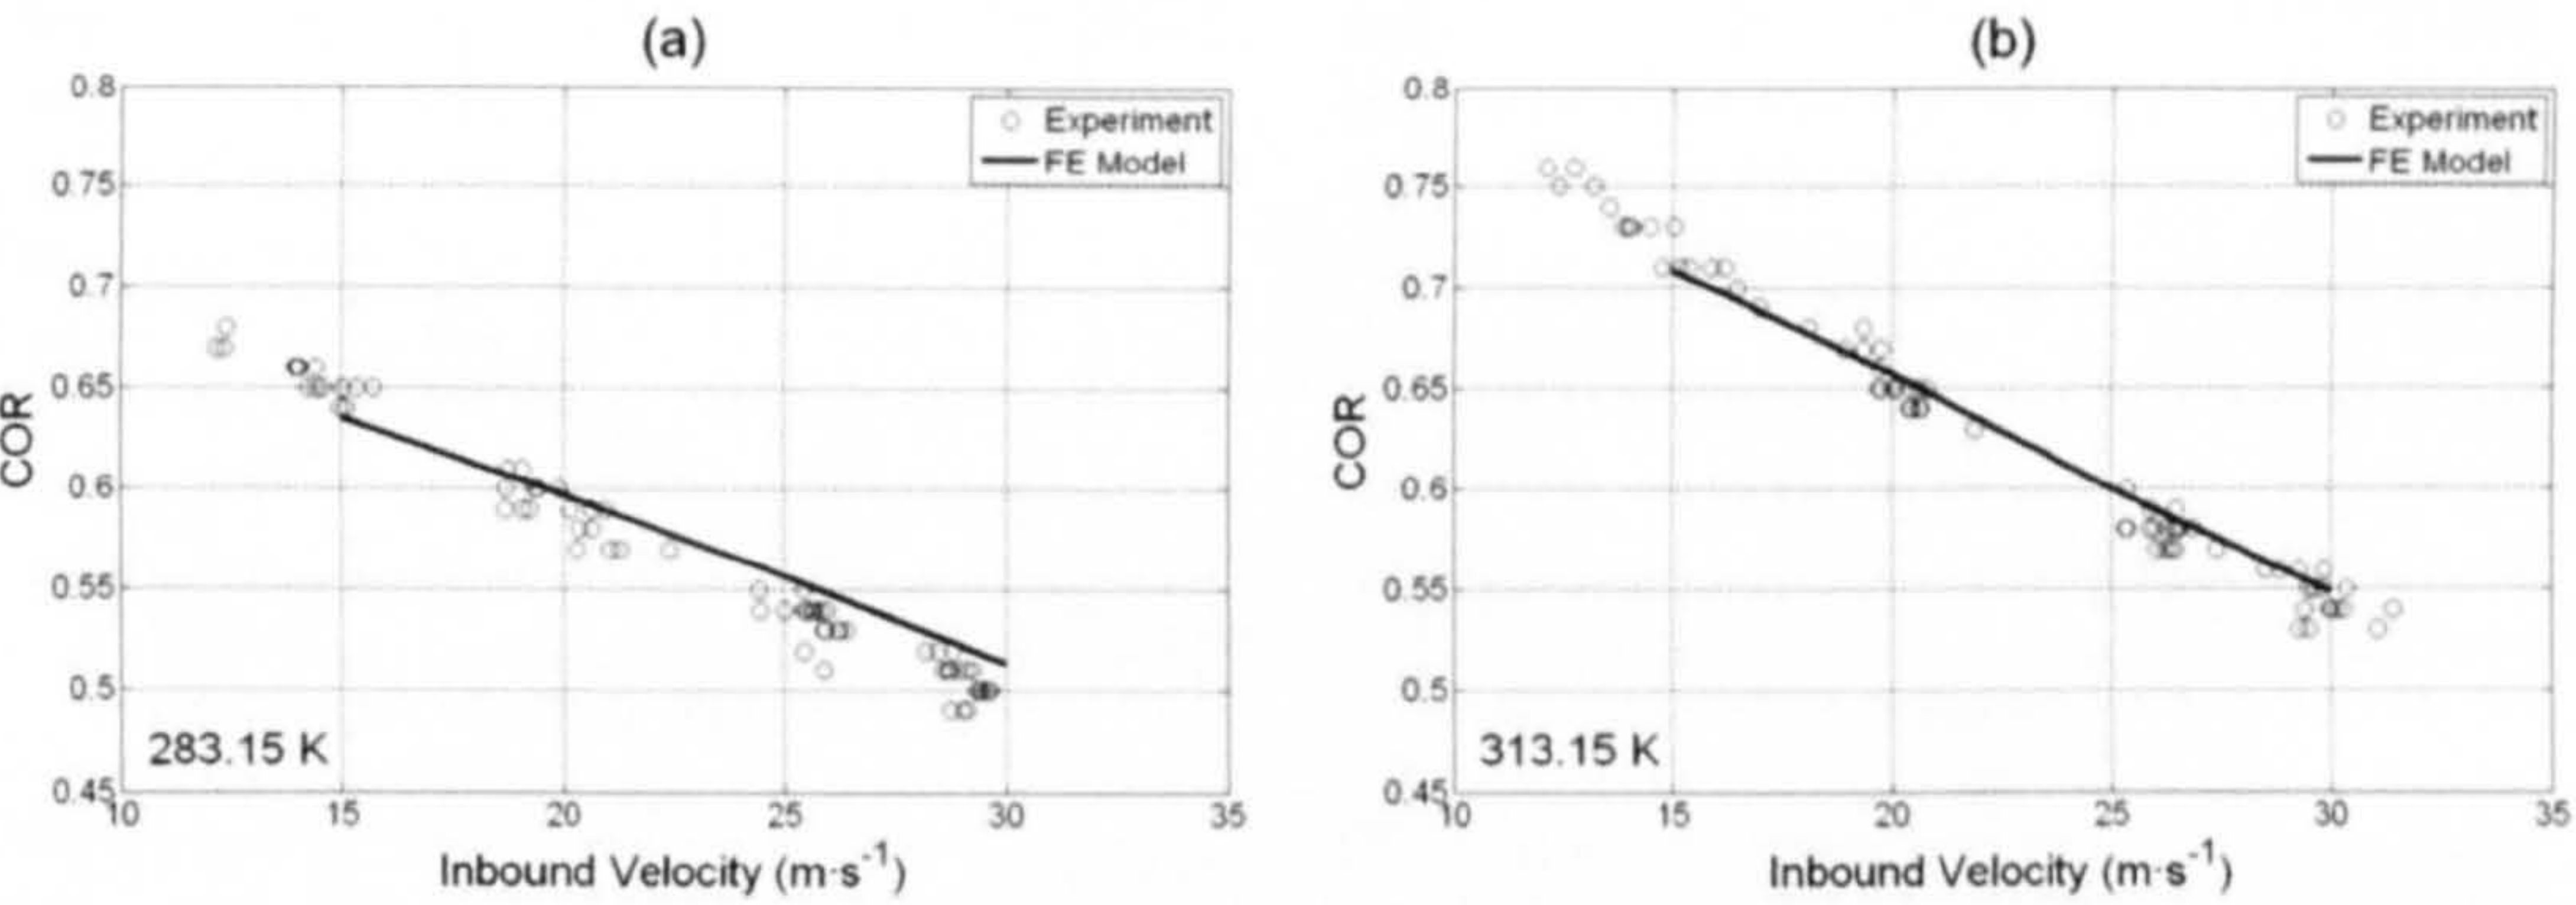 (a)
0.8
0.75
0.7
0.65
0.6
0.55
0.5
0.45
COR
Experiment
FE Model
283.15 K
10 15 20 25 30 35
Inbound Velocity (m·s⁻¹)
(b)
0.8
0.75
0.7
0.65
0.6
0.55
0.5
0.45
COR
Experiment
FE Model
313.15 K
10 15 20 25 30 35
Inbound Velocity (m·s⁻¹)